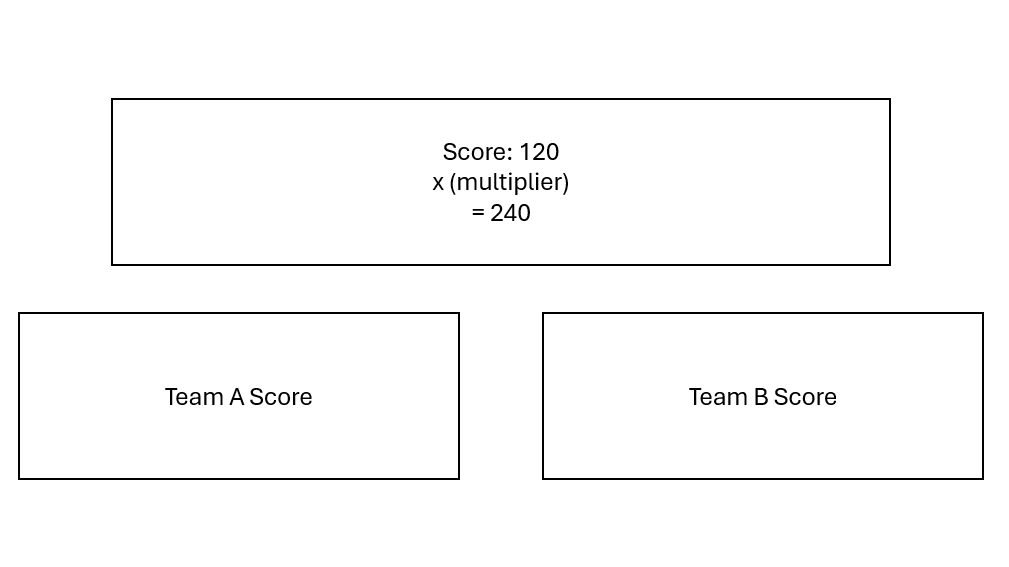 Score: 120
x (multiplier)
= 240
Team A Score
Team B Score